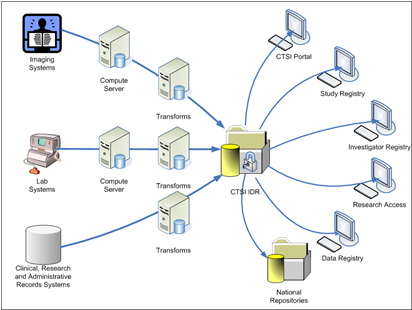 Imaging
Systems
Compute
Server
Transforms
CTSI Portal
Study Registry
Investigator Registry
Lab
Systems
Compute
Server
Transforms
CTSI IDR
Research Access
Clinical, Research
and Administrative
Records Systems
Transforms
Data Registry
National
Repositories